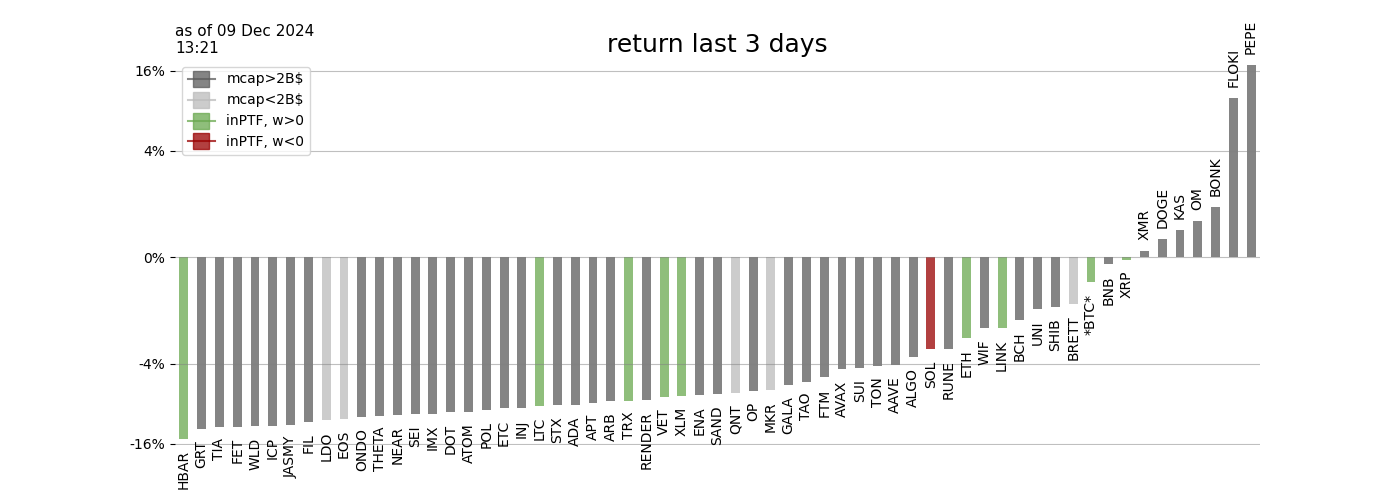 as of 09 Dec 2024
13:21
return last 3 days
16%
4%
0%
-4%
-16%
mcap>2B$
mcap<2B$
inPTF, w>0
inPTF, w<0
HBAR
GRT
TIA
FET
WLD
ICP
JASMY
FIL
LDO
EOS
ONDO
THETA
NEAR
SEI
IMX
DOT
ATOM
POL
ETC
INJ
LTC
STX
ADA
APT
ARB
TRX
RENDER
VET
XLM
ENA
SAND
QNT
OP
MKR
GALA
TAO
FTM
AVAX
SUI
TON
AAVE
ALGO
SOL
RUNE
ETH
WIF
LINK
BCH
UNI
SHIB
BRETT
*BTC*
BNB
XRP
XMR
DOGE
KAS
OM
BONK
FLOKI
PEPE